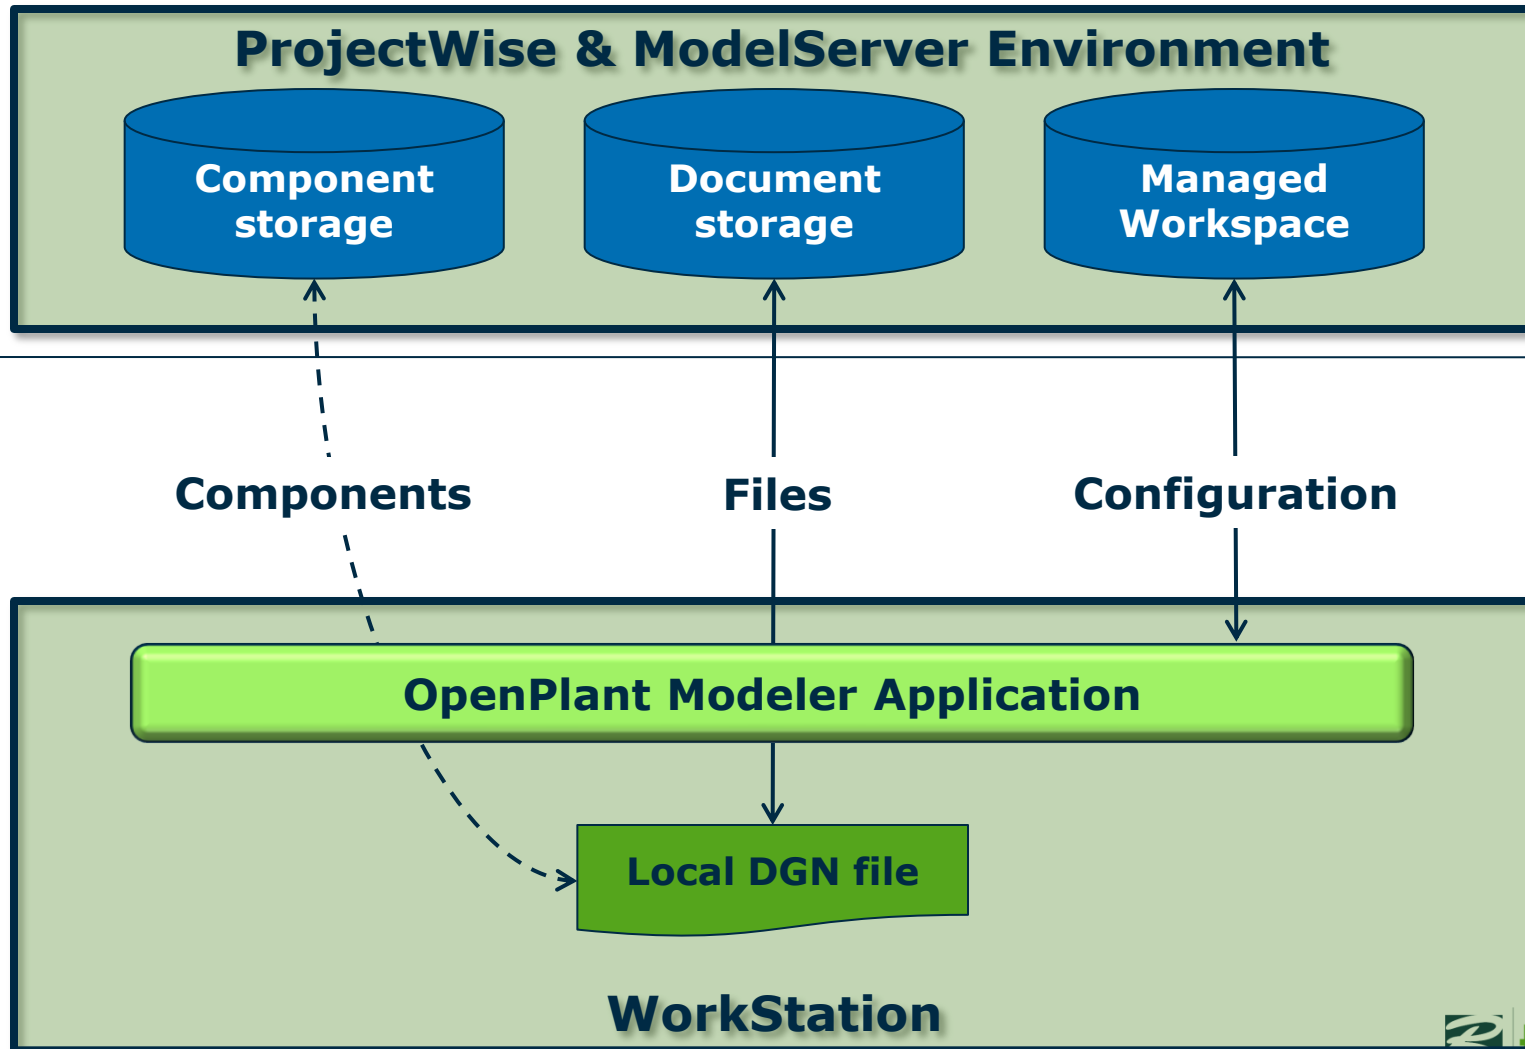 ProjectWise & ModelServer Environment
Component
storage
Document
storage
Managed
Workspace
Components
Files
Configuration
OpenPlant Modeler Application
Local DGN file
WorkStation